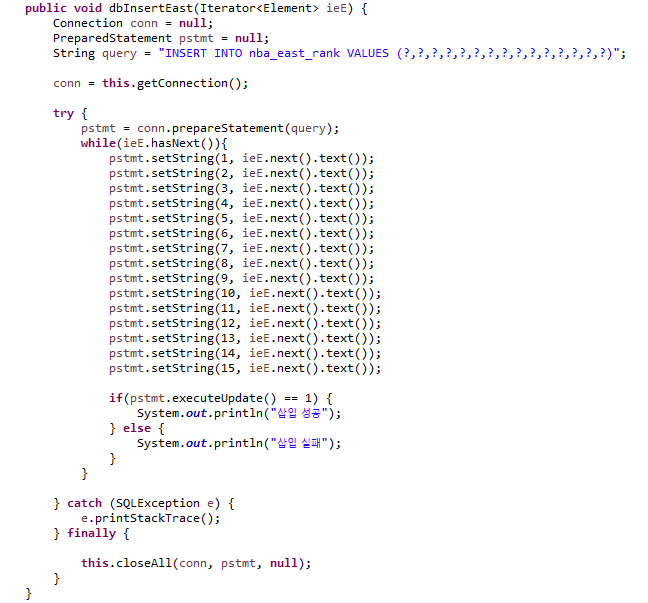 public void dbInsertEast(Iterator<Element> ieE) {
    Connection conn = null;
    PreparedStatement pstmt = null;
    String query = "INSERT INTO nba_east_rank VALUES (?,?,?,?,?,?,?,?,?,?,?,?,?,?,?)";

    conn = this.getConnection();

    try {
        pstmt = conn.prepareStatement(query);
        while(ieE.hasNext()){
            pstmt.setString(1, ieE.next().text());
            pstmt.setString(2, ieE.next().text());
            pstmt.setString(3, ieE.next().text());
            pstmt.setString(4, ieE.next().text());
            pstmt.setString(5, ieE.next().text());
            pstmt.setString(6, ieE.next().text());
            pstmt.setString(7, ieE.next().text());
            pstmt.setString(8, ieE.next().text());
            pstmt.setString(9, ieE.next().text());
            pstmt.setString(10, ieE.next().text());
            pstmt.setString(11, ieE.next().text());
            pstmt.setString(12, ieE.next().text());
            pstmt.setString(13, ieE.next().text());
            pstmt.setString(14, ieE.next().text());
            pstmt.setString(15, ieE.next().text());

            if(pstmt.executeUpdate() == 1) {
                System.out.println("삽입 성공");
            } else {
                System.out.println("삽입 실패");
            }
        }

    } catch (SQLException e) {
        e.printStackTrace();
    } finally {

        this.closeAll(conn, pstmt, null);
    }
}